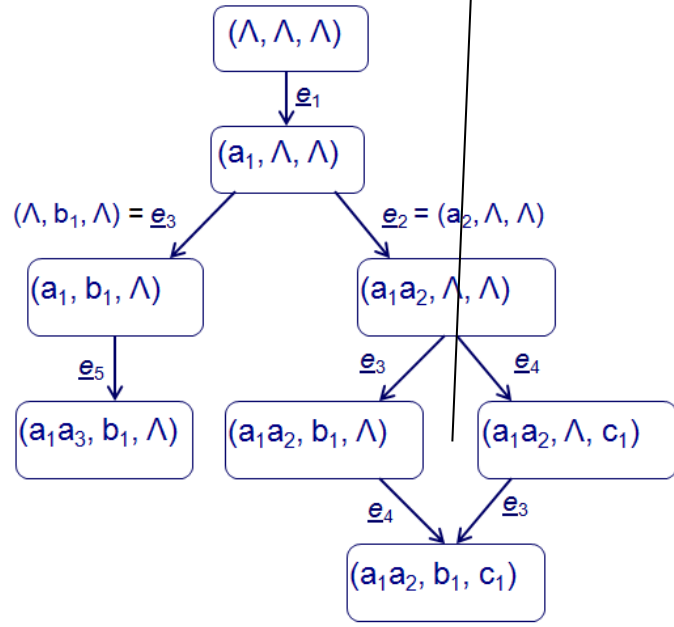 (Λ, Λ, Λ)
e₁
(a₁, Λ, Λ)
(Λ, b₁, Λ) = e₃
e₂ = (a₂, Λ, Λ)
(a₁, b₁, Λ)
(a₁a₂, Λ, Λ)
e₅
e₃
e₄
(a₁a₃, b₁, Λ)
(a₁a₂, b₁, Λ)
(a₁a₂, Λ, c₁)
e₄
e₃
(a₁a₂, b₁, c₁)